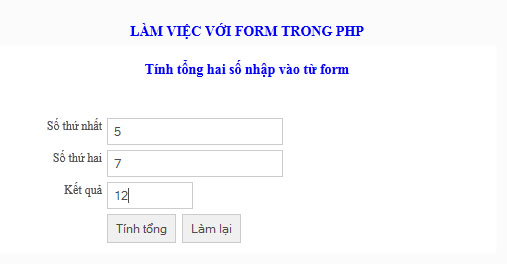 LÀM VIỆC VỚI FORM TRONG PHP
Tính tổng hai số nhập vào từ form
Số thứ nhất 5
Số thứ hai 7
Kết quả 12
Tính tổng Làm lại